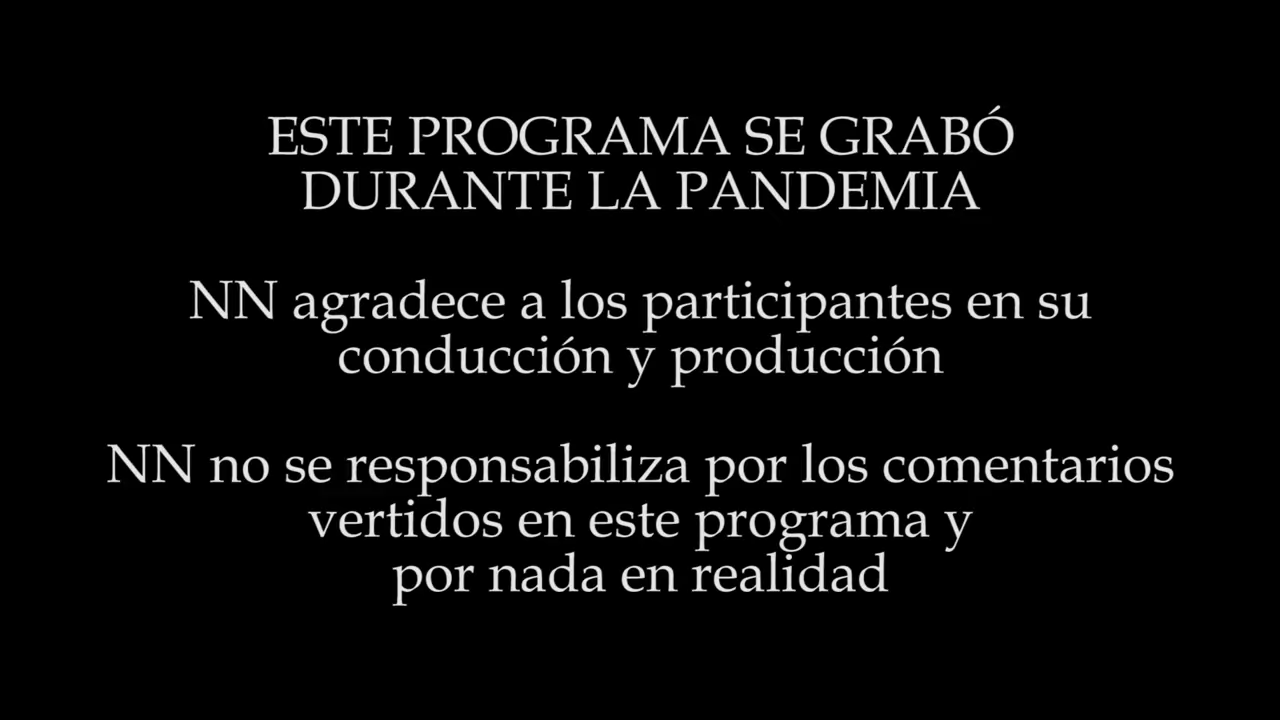 ESTE PROGRAMA SE GRABÓ
DURANTE LA PANDEMIA
NN agradece a los participantes en su
conducción y producción
NN no se responsabiliza por los comentarios
vertidos en este programa y
por nada en realidad